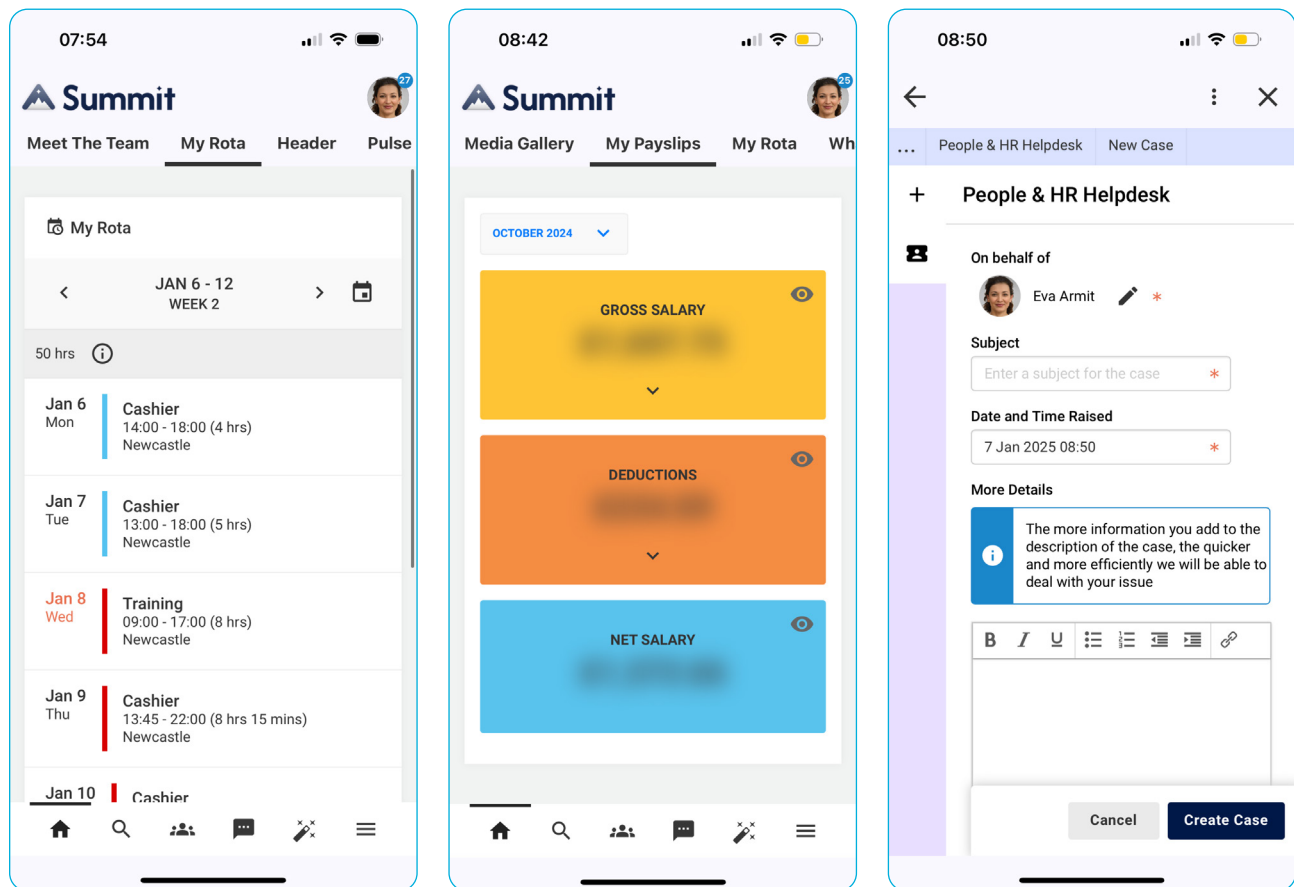 07:54
Summit
27
Meet The Team
My Rota
Header
Pulse
My Rota
JAN 6 - 12
WEEK 2
50 hrs
Jan 6
Mon
Cashier
14:00 - 18:00 (4 hrs)
Newcastle
Jan 7
Tue
Cashier
13:00 - 18:00 (5 hrs)
Newcastle
Jan 8
Wed
Training
09:00 - 17:00 (8 hrs)
Newcastle
Jan 9
Thu
Cashier
13:45 - 22:00 (8 hrs 15 mins)
Newcastle
Jan 10
Cashier
08:42
Summit
25
Media Gallery
My Payslips
My Rota
Wh
OCTOBER 2024
GROSS SALARY
DEDUCTIONS
NET SALARY
08:50
... People & HR Helpdesk
New Case
People & HR Helpdesk
On behalf of
Eva Armit *
Subject
Enter a subject for the case *
Date and Time Raised
7 Jan 2025 08:50 *
More Details
The more information you add to the
description of the case, the quicker
and more efficiently we will be able to
deal with your issue
B I U
Cancel
Create Case